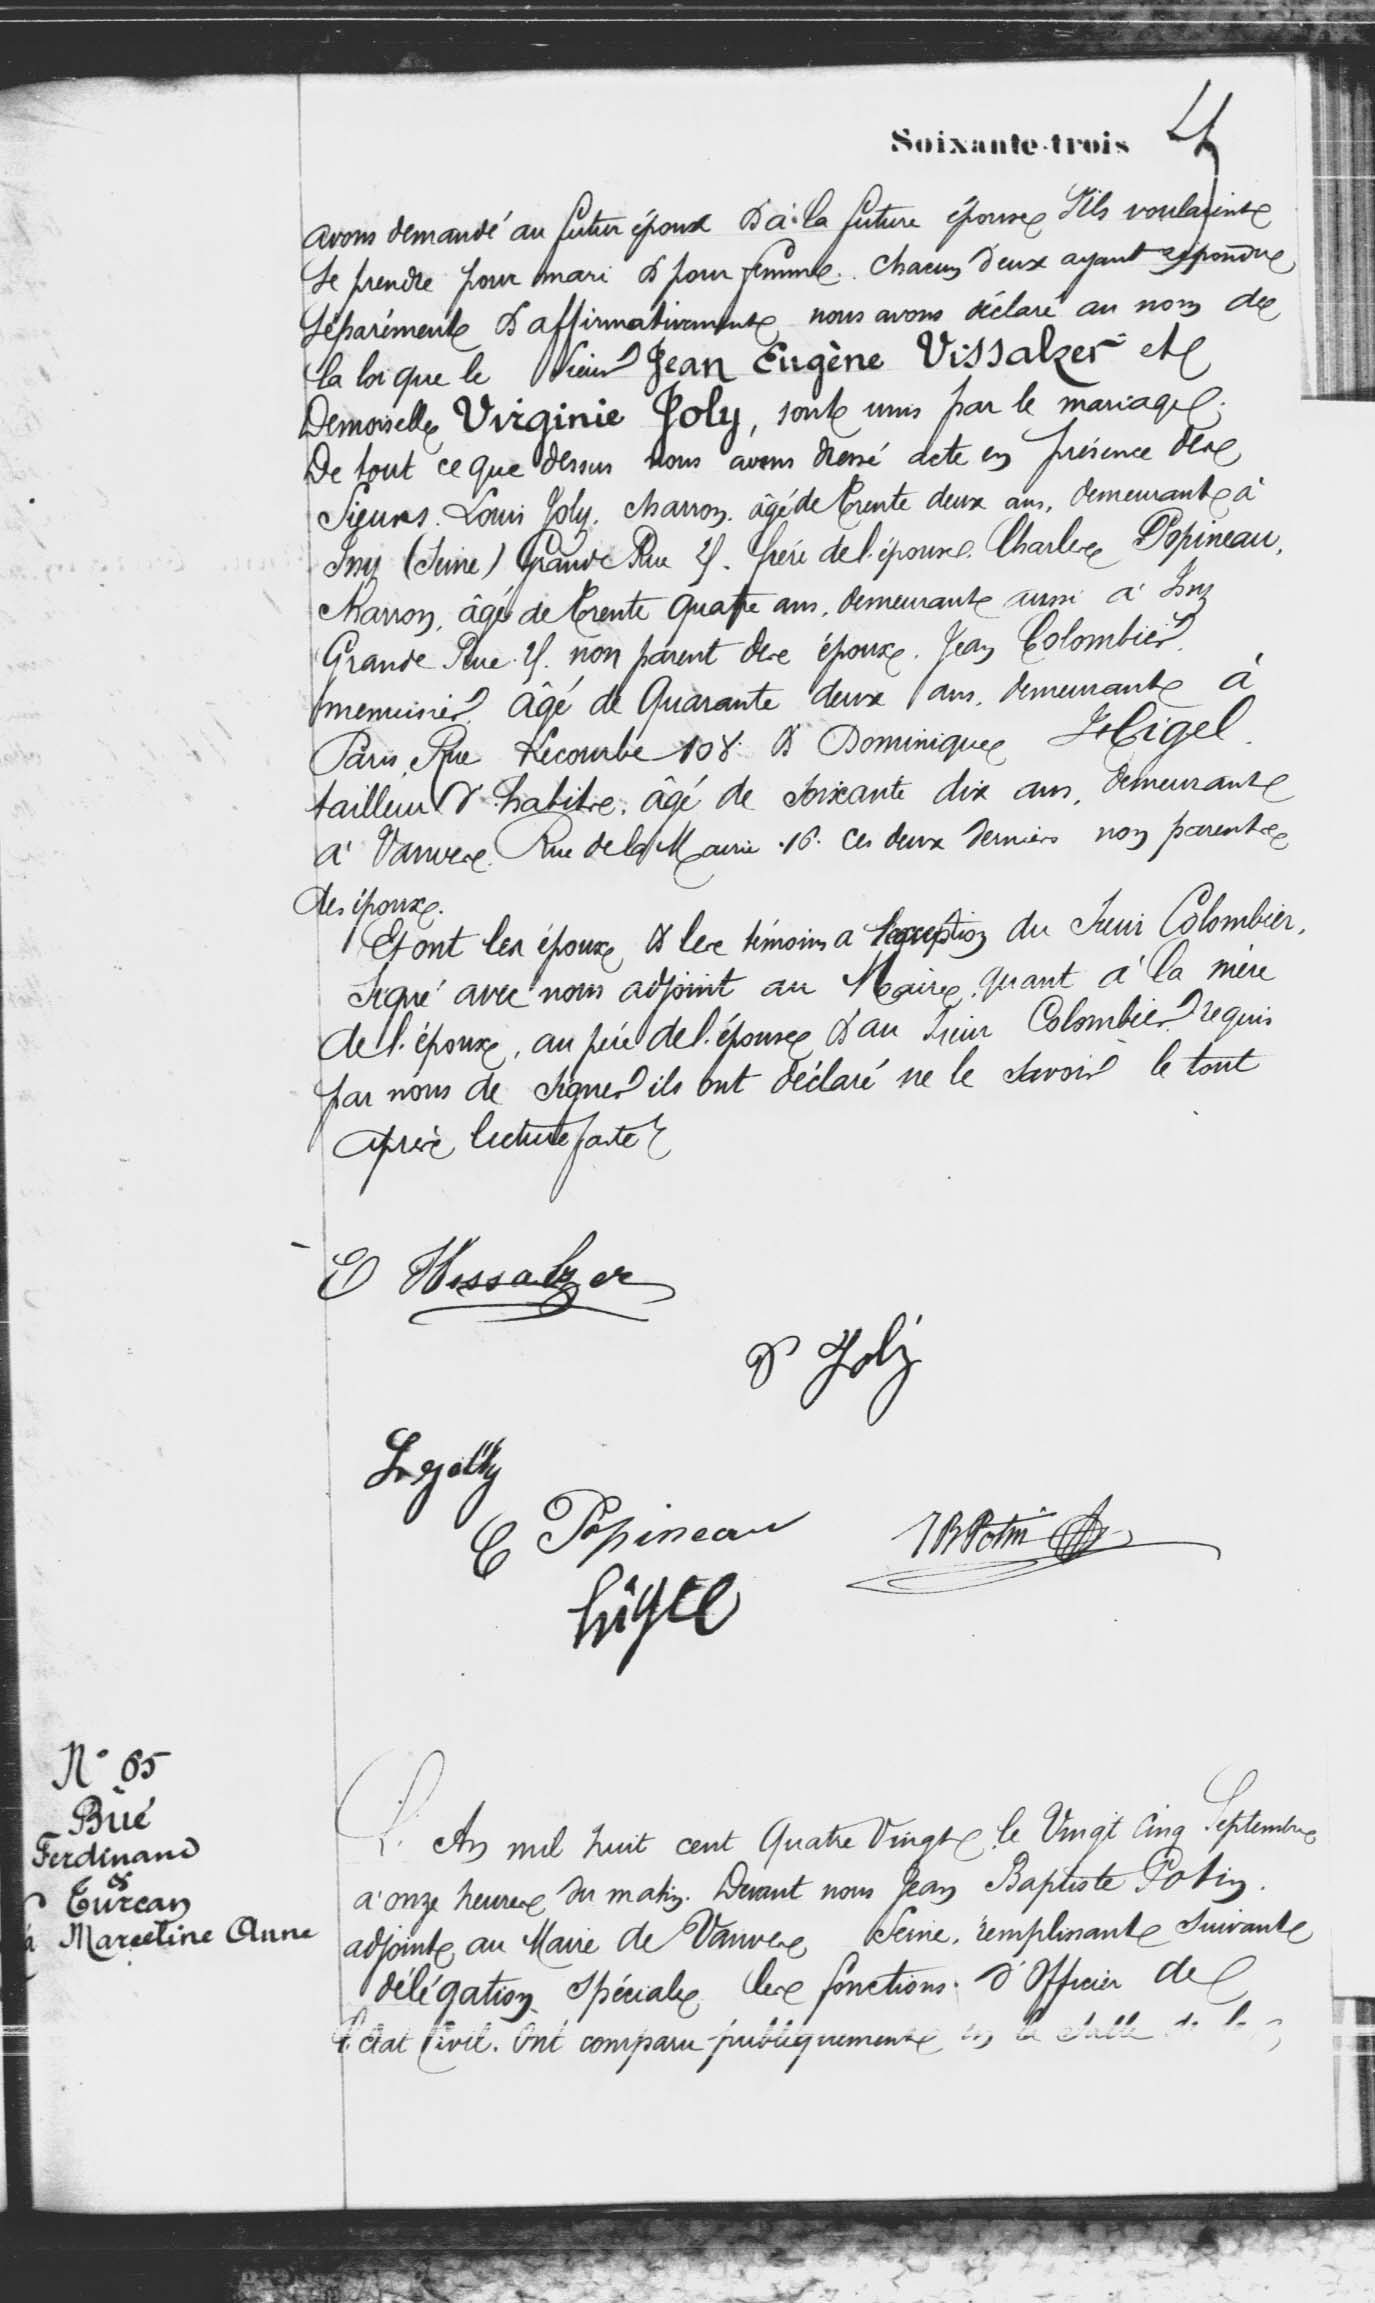 Soixante-trois
avons demandé au futur époux & à la future épouse s'ils voulaient
se prendre pour mari & pour femme. chacun d'eux ayant répondu
séparément & affirmativement nous avons déclaré au nom de
la loi que le Sieur Jean Eugène Vissalzer et
Demoiselle Virginie Joly, sont unis par le mariage.
De tout ce que dessus nous avons dressé acte en présence des
Sieurs. Louis Joly. charron. âgé de trente deux ans, demeurant à
Issy (Seine) Grande Rue 4. frère de l'épouse. Charles Popineau,
charron, âgé de trente quatre ans, demeurant aussi à Issy
Grande Rue. 4. non parent des époux. Jean Colombier.
menuisier âgé de Quarante deux ans, demeurant à
Paris, Rue Lecourbe 108 & Dominique Higel.
tailleur d'habits. âgé de soixante dix ans, demeurant
à Vanves. Rue de la Mairie .16. ces deux derniers non parents
des époux.
Et ont les époux & les témoins a l'exception du Sieur Colombier,
signé avec nous adjoint au Maire, quant à la mère
de l'époux, au père de l'épouse & au Sieur Colombier requis
par nous de signer ils ont déclaré ne le savoir le tout
après lecture faite
E Vissalzer
V Joly
C Popineau
JB Potin
higel
N° 65
Bué
Ferdinand
&
Turcan
Marceline Anne
L'An mil huit cent Quatre Vingt le Vingt Cinq Septembre
à onze heures du matin. Devant nous Jean Baptiste Potin.
adjoint au Maire de Vanves Seine, remplissant suivant
délégation spéciale les fonctions d'Officier de
l'Etat Civil. Ont comparu publiquement en la salle de la